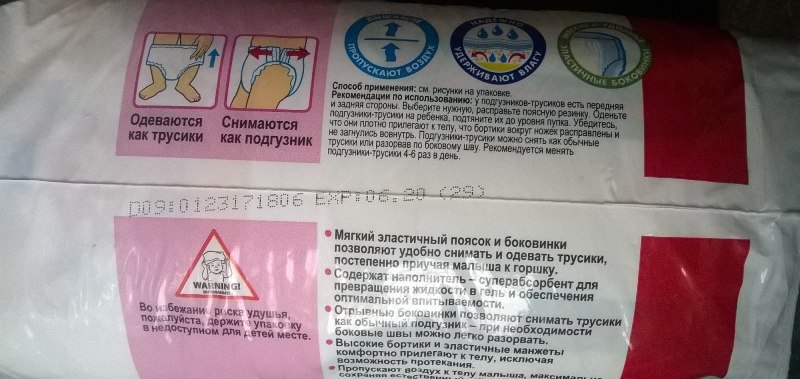 ДЫШАЩИЕ
ПРОПУСКАЮТ ВОЗДУХ
НАДЕЖНО
УДЕРЖИВАЮТ ВЛАГУ
ЭЛАСТИЧНЫЕ БОКОВИНКИ
Одеваются
как трусики
Снимаются
как подгузник
Способ применения: см. рисунки на упаковке.
Рекомендации по использованию: у подгузников-трусиков есть передняя
и задняя стороны. Выберите нужную, расправьте поясную резинку. Оденьте
подгузники-трусики на ребенка, подтяните их до уровня пупка. Убедитесь,
что они плотно прилегают к телу, что бортики вокруг ножек расправлены и
не загнулись вовнутрь. Подгузники-трусики можно снять как обычные
трусики или разорвав по боковому шву. Рекомендуется менять
подгузники-трусики 4-6 раз в день.
D09:0123171806 EXP:06.20 (29)
WARNING!
Во избежание риска удушья,
пожалуйста, держите упаковку
в недоступном для детей месте.
• Мягкий эластичный поясок и боковинки
позволяют удобно снимать и одевать трусики,
постепенно приучая малыша к горшку.
• Содержат наполнитель - суперабсорбент для
превращения жидкости в гель и обеспечения
оптимальной впитываемости.
• Отрывные боковинки позволяют снимать трусики
как обычный подгузник – при необходимости
боковые швы можно легко разорвать.
• Высокие бортики и эластичные манжеты
комфортно прилегают к телу, исключая
возможность протекания.
• Пропускают воздух к телу малыша, максимально
сохраняя